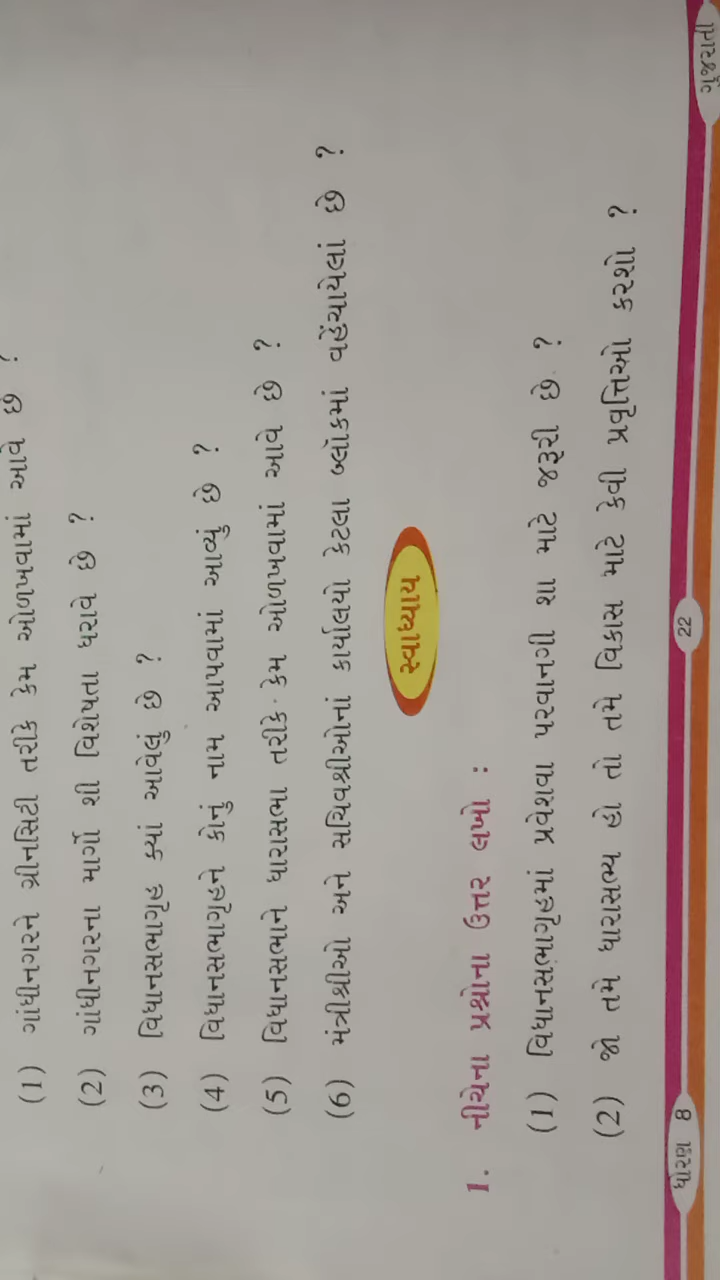 (1) ગાંધીનગરને ગ્રીનસિટી તરીકે કેમ ઓળખવામાં આવે છે ?
(2) ગાંધીનગરના માર્ગો શી વિશેષતા ધરાવે છે ?
(3) વિધાનસભાગૃહ ક્યાં આવેલું છે ?
(4) વિધાનસભાગૃહને કોનું નામ આપવામાં આવ્યું છે ?
(5) વિધાનસભાને ધારાસભા તરીકે કેમ ઓળખવામાં આવે છે ?
(6) મંત્રીશ્રીઓ અને સચિવશ્રીઓનાં કાર્યાલયો કેટલા બ્લોકમાં વહેંચાયેલાં છે ?
સ્વાધ્યાય
1. નીચેના પ્રશ્નોના ઉત્તર લખો :
(1) વિધાનસભાગૃહમાં પ્રવેશવા પરવાનગી શા માટે જરૂરી છે ?
(2) જો તમે ધારાસભ્ય હો તો તમે વિકાસ માટે કેવી પ્રવૃત્તિઓ કરશો ?
ધોરણ 8 22 ગુજરાતી